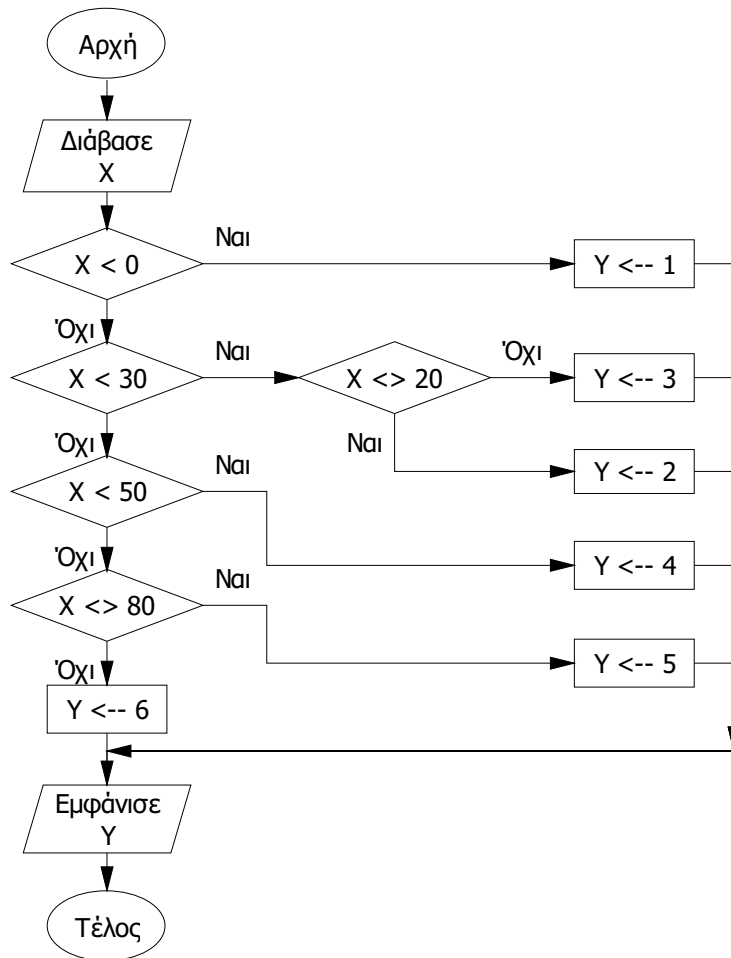 Αρχή
Διάβασε
Χ
Χ < 0
Ναι
Υ <-- 1
Όχι
Χ < 30
Ναι
Χ <> 20
Όχι
Υ <-- 3
Ναι
Υ <-- 2
Όχι
Χ < 50
Ναι
Υ <-- 4
Όχι
Χ <> 80
Ναι
Υ <-- 5
Όχι
Υ <-- 6
Εμφάνισε
Υ
Τέλος